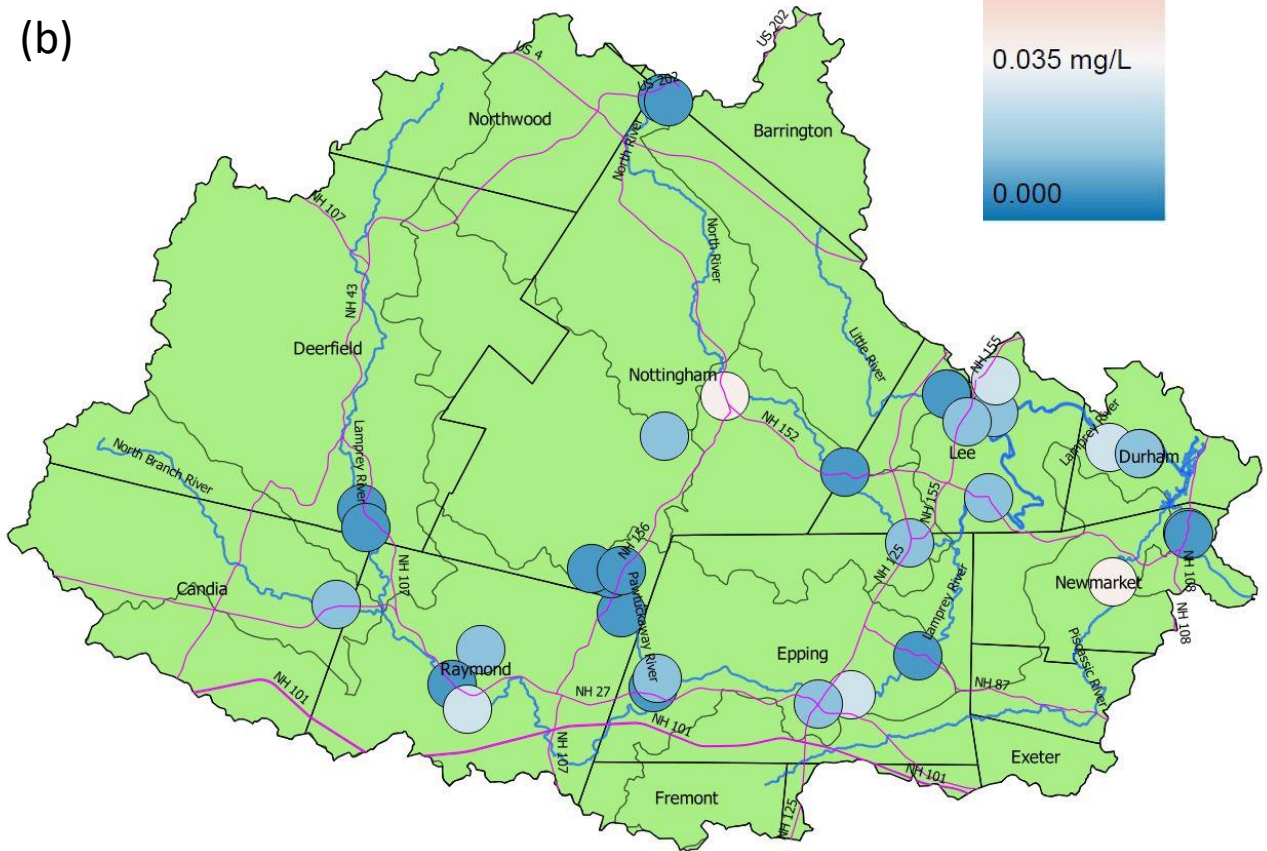 (b)
US 202
0.035 mg/L
0.000
US 4
US 202
Northwood
Barrington
North River
NH 107
North River
NH 43
Deerfield
Little River
NH 155
Nottingham
NH 152
Lee
Lamprey River
Durham
Lamprey River
North Branch River
NH 155
NH 156
NH 125
NH 107
Candia
Pawtuckaway River
Lamprey River
Newmarket
NH 108
NH 108
Epping
Raymond
Piscassic River
NH 27
NH 87
NH 101
NH 101
NH 107
Exeter
NH 101
Fremont
NH 125